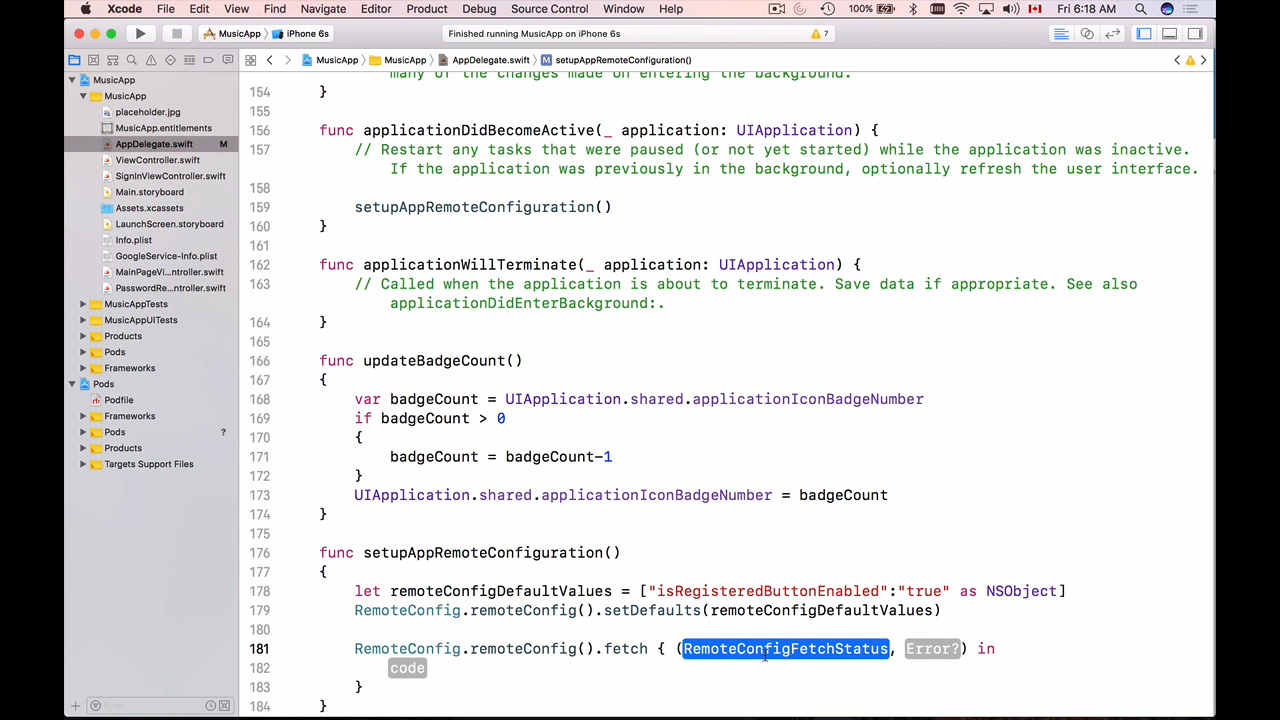 Xcode File Edit View Find Navigate Editor Product Debug Source Control Window Help 100% Fri 6:18 AM
MusicApp iPhone 6s Finished running MusicApp on iPhone 6s 7
MusicApp MusicApp AppDelegate.swift M setupAppRemoteConfiguration()
MusicApp
MusicApp
placeholder.jpg
MusicApp.entitlements
AppDelegate.swift M
ViewController.swift
SignInViewController.swift
Main.storyboard
Assets.xcassets
LaunchScreen.storyboard
Info.plist
GoogleService-Info.plist
MainPageVi...ntroller.swift
PasswordRe...ntroller.swift
MusicAppTests
MusicAppUITests
Products
Pods
Frameworks
Pods
Podfile
Frameworks
Pods ?
Products
Targets Support Files
Filter
many of the changes made on entering the background.
154 }
155
156 func applicationDidBecomeActive(_ application: UIApplication) {
157 // Restart any tasks that were paused (or not yet started) while the application was inactive.
If the application was previously in the background, optionally refresh the user interface.
158
159 setupAppRemoteConfiguration()
160 }
161
162 func applicationWillTerminate(_ application: UIApplication) {
163 // Called when the application is about to terminate. Save data if appropriate. See also
applicationDidEnterBackground:.
164 }
165
166 func updateBadgeCount()
167 {
168 var badgeCount = UIApplication.shared.applicationIconBadgeNumber
169 if badgeCount > 0
170 {
171 badgeCount = badgeCount-1
172 }
173 UIApplication.shared.applicationIconBadgeNumber = badgeCount
174 }
175
176 func setupAppRemoteConfiguration()
177 {
178 let remoteConfigDefaultValues = ["isRegisteredButtonEnabled":"true" as NSObject]
179 RemoteConfig.remoteConfig().setDefaults(remoteConfigDefaultValues)
180
181 RemoteConfig.remoteConfig().fetch { (RemoteConfigFetchStatus, Error?) in
182 code
183 }
184 }